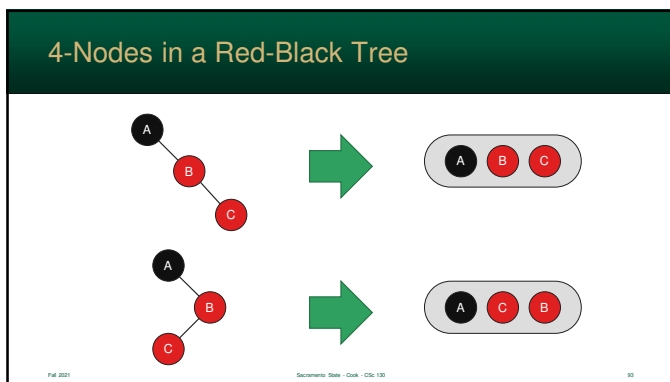 4-Nodes in a Red-Black Tree
A
B
C
A B C
A
B
C
A C B
Fall 2021 Sacramento State - Cook - CSc 130 93